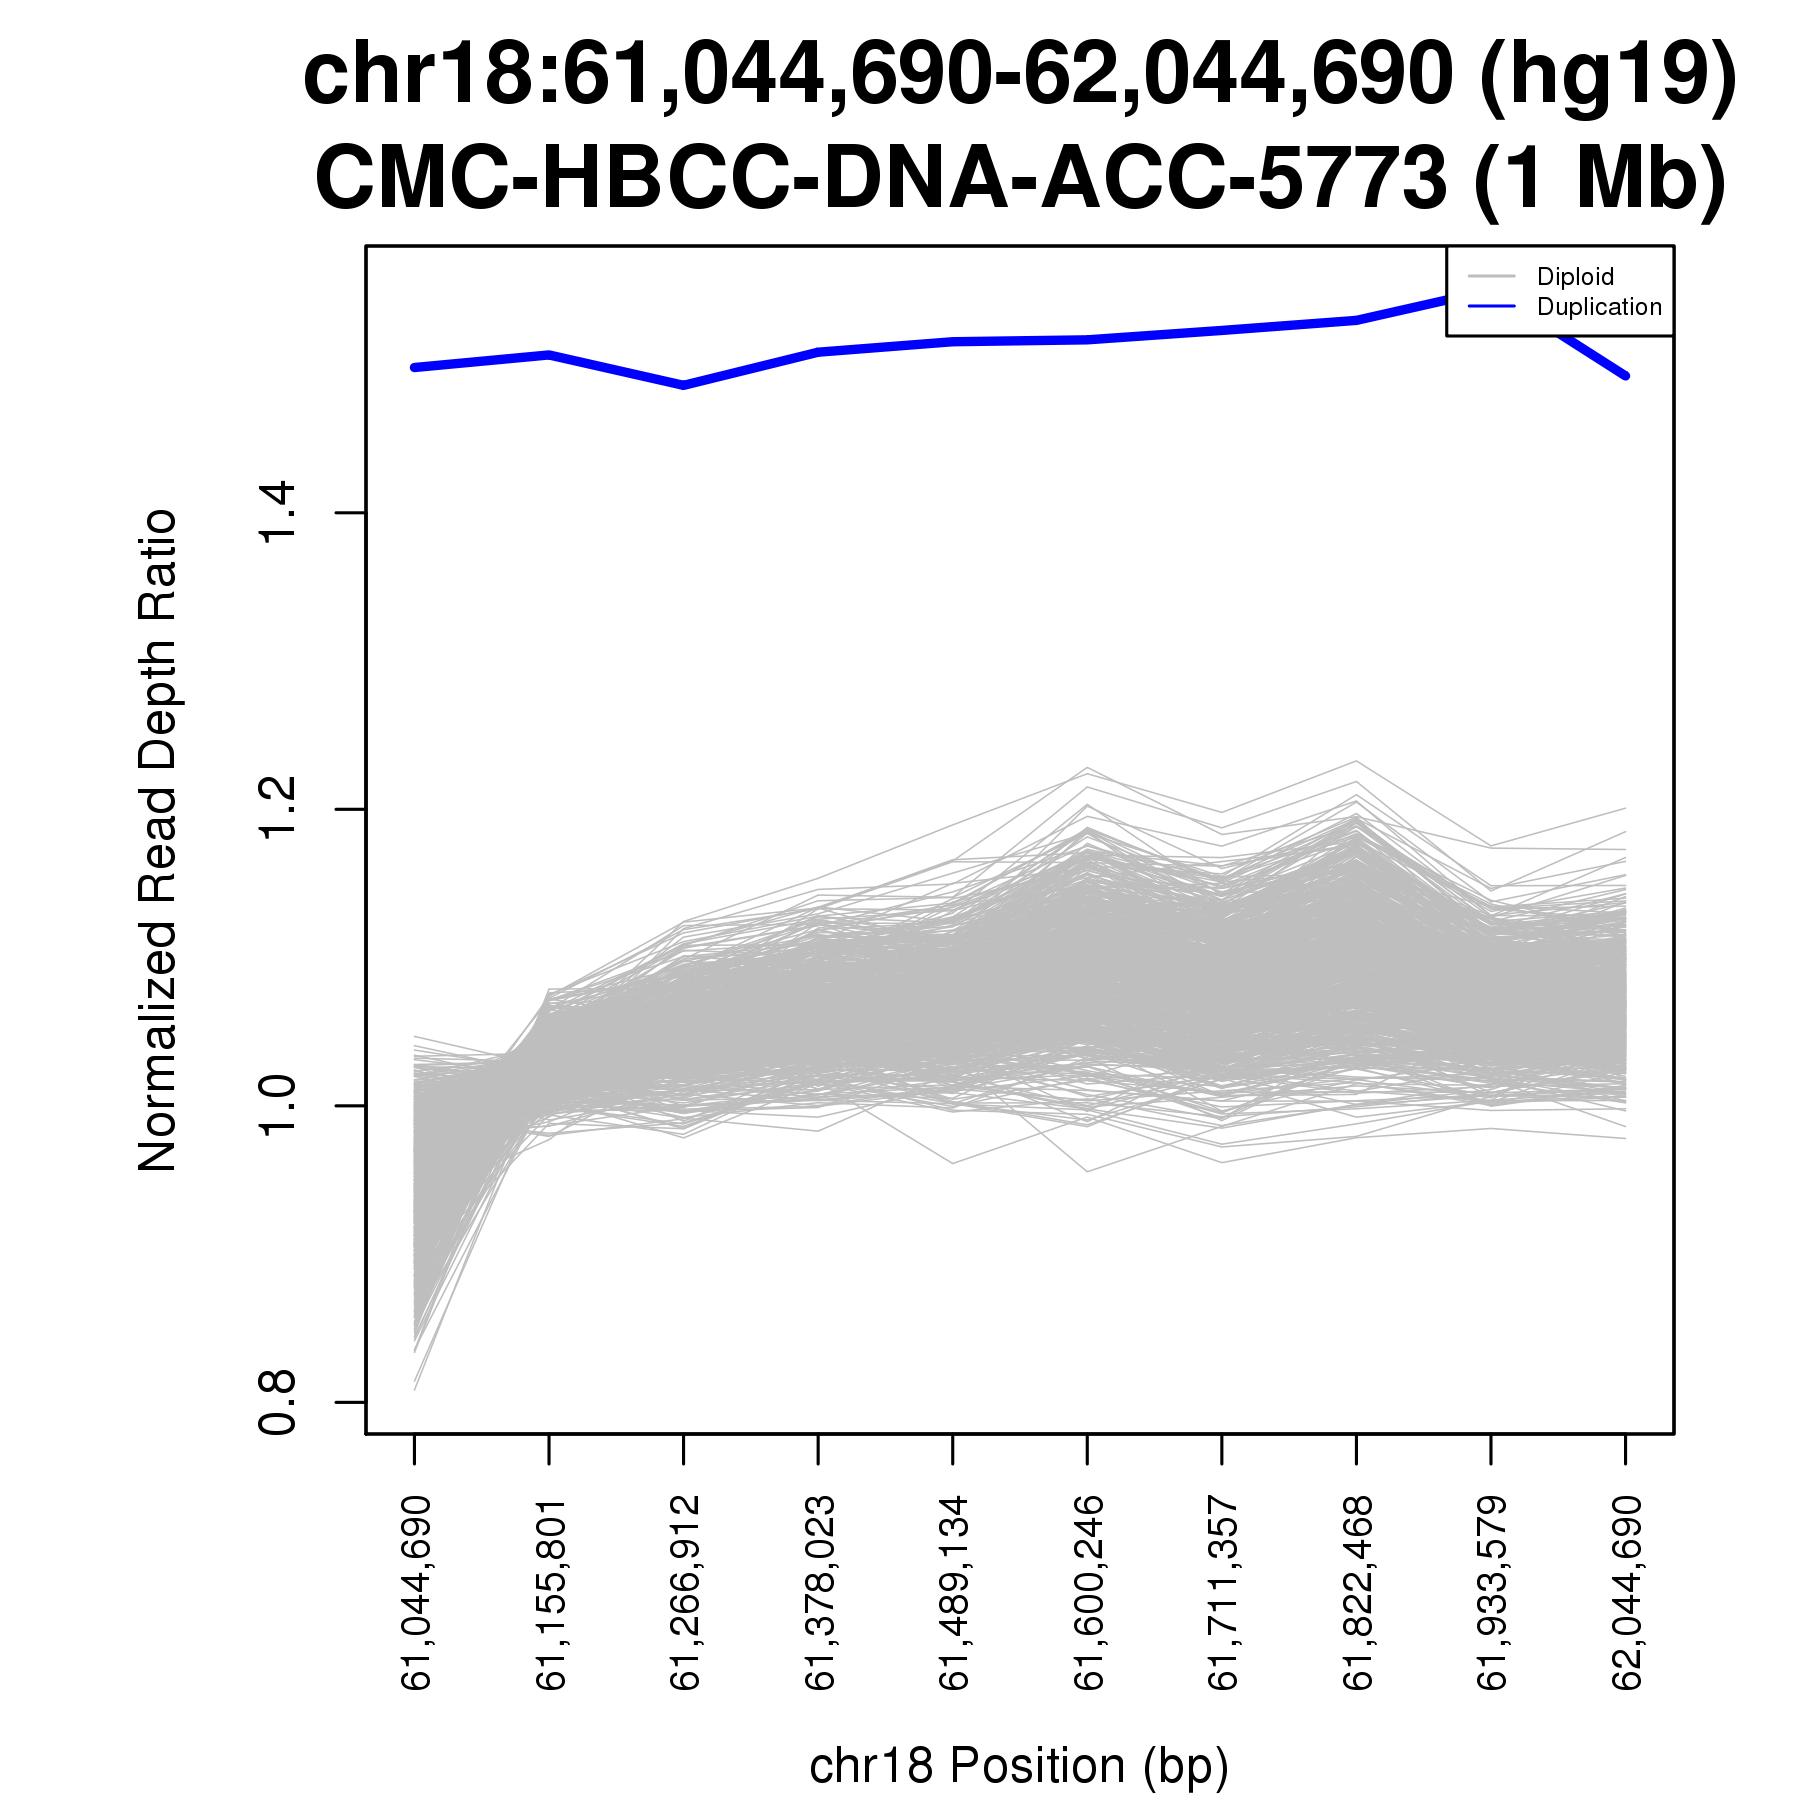 chr18:61,044,690-62,044,690 (hg19)
CMC-HBCC-DNA-ACC-5773 (1 Mb)
Diploid
Duplication
Normalized Read Depth Ratio
1.4
1.2
1.0
0.8
61,044,690
61,155,801
61,266,912
61,378,023
61,489,134
61,600,246
61,711,357
61,822,468
61,933,579
62,044,690
chr18 Position (bp)